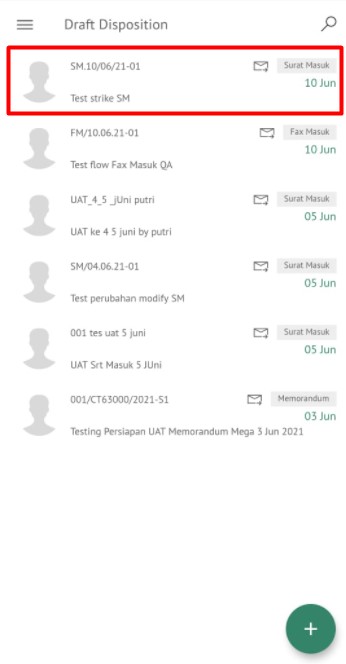 Draft Disposition
SM.10/06/21-01
Surat Masuk
10 Jun
Test strike SM
FM/10.06.21-01
Fax Masuk
10 Jun
Test flow Fax Masuk QA
UAT_4_5_jUni putri
Surat Masuk
05 Jun
UAT ke 4 5 juni by putri
SM/04.06.21-01
Surat Masuk
05 Jun
Test perubahan modify SM
001 tes uat 5 juni
Surat Masuk
05 Jun
UAT Srt Masuk 5 JUni
001/CT63000/2021-S1
Memorandum
03 Jun
Testing Persiapan UAT Memorandum Mega 3 Jun 2021